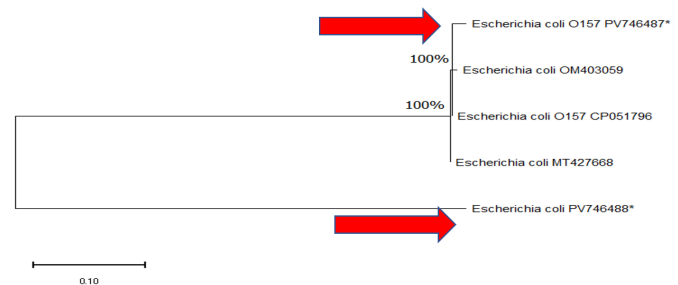 Escherichia coli O157 PV746487*
100%
Escherichia coli OM403059
100%
Escherichia coli O157 CP051796
Escherichia coli MT427668
Escherichia coli PV746488*
0.10